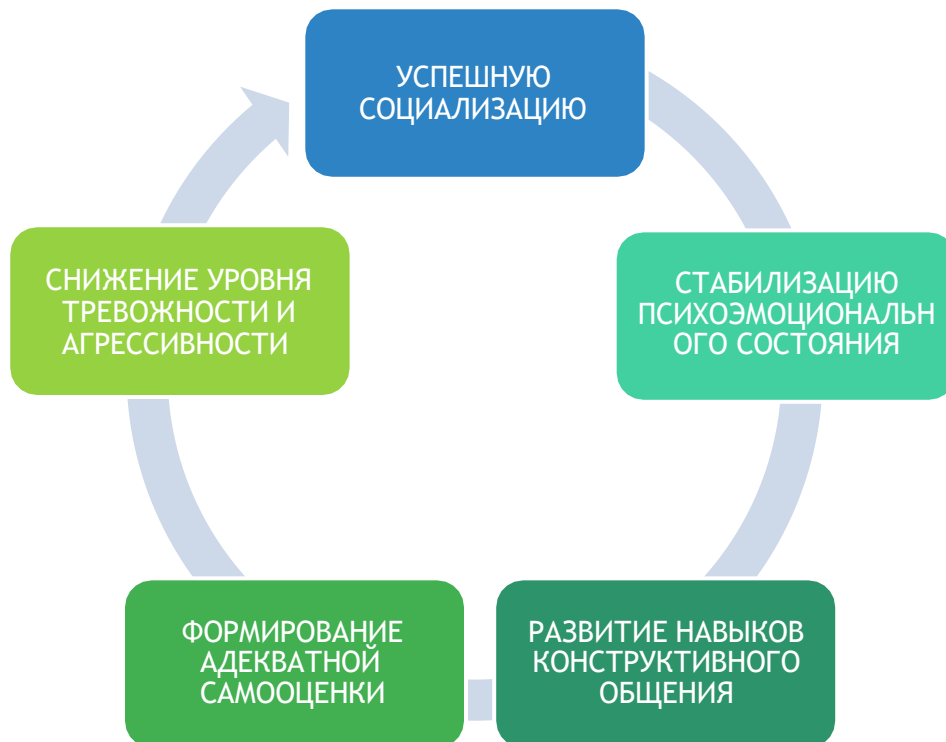 УСПЕШНУЮ
СОЦИАЛИЗАЦИЮ
СТАБИЛИЗАЦИЮ
ПСИХОЭМОЦИОНАЛЬН
ОГО СОСТОЯНИЯ
РАЗВИТИЕ НАВЫКОВ
КОНСТРУКТИВНОГО
ОБЩЕНИЯ
ФОРМИРОВАНИЕ
АДЕКВАТНОЙ
САМООЦЕНКИ
СНИЖЕНИЕ УРОВНЯ
ТРЕВОЖНОСТИ И
АГРЕССИВНОСТИ